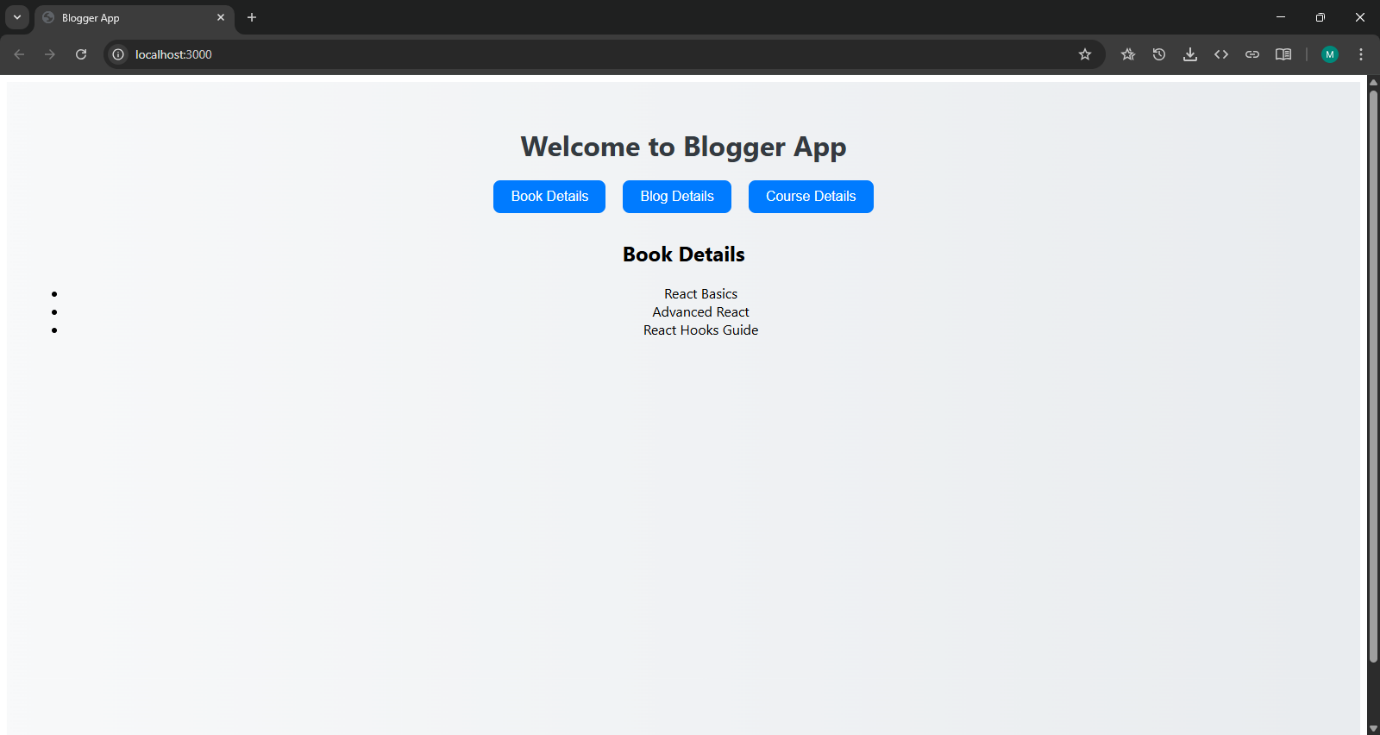 Blogger App
localhost:3000
M
Welcome to Blogger App
Book Details Blog Details Course Details
Book Details
React Basics
Advanced React
React Hooks Guide